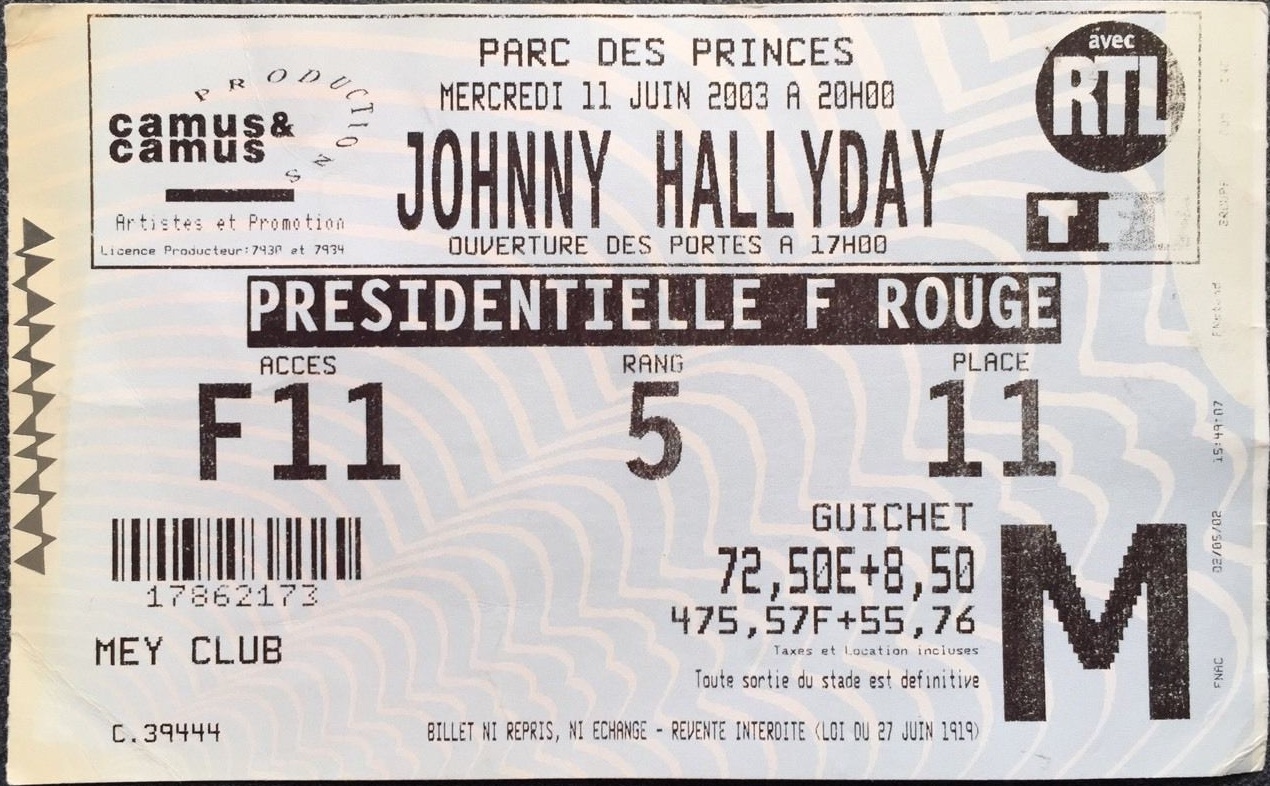 PARC DES PRINCES
MERCREDI 11 JUIN 2003 A 20H00
JOHNNY HALLYDAY
OUVERTURE DES PORTES A 17H00
camus&
camus
PRODUCTIONS
Artistes et Promotion
Licence Producteur:7930 et 7934
avec
RTL
PRESIDENTIELLE F ROUGE
ACCES RANG PLACE
F11 5 11
17862173
MEY CLUB
C.39444
GUICHET
72,50E+8,50
475,57F+55,76
Taxes et Location incluses
Toute sortie du stade est definitive
BILLET NI REPRIS, NI ECHANGE - REVENTE INTERDITE (LOI DU 27 JUIN 1919)
M
FNAC 02/05/02 15:49:07